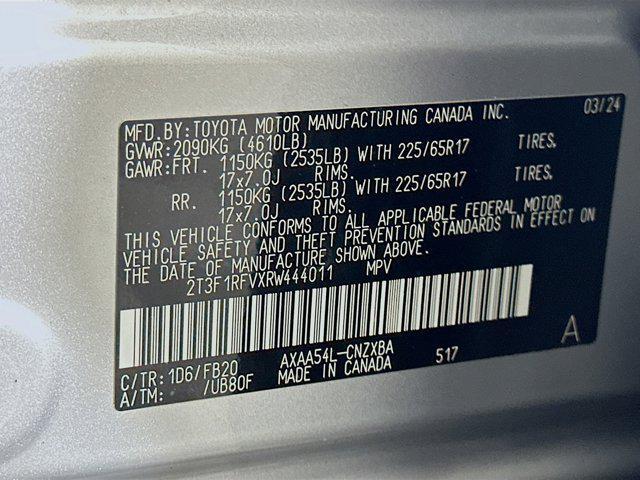 MFD.BY:TOYOTA MOTOR MANUFACTURING CANADA INC. 03/24
GVWR:2090KG (4610LB)
GAWR:FRT. 1150KG (2535LB) WITH 225/65R17 TIRES,
17x7.0J RIMS.
RR. 1150KG (2535LB) WITH 225/65R17 TIRES,
17x7.0J RIMS.
THIS VEHICLE CONFORMS TO ALL APPLICABLE FEDERAL MOTOR
VEHICLE SAFETY AND THEFT PREVENTION STANDARDS IN EFFECT ON
THE DATE OF MANUFACTURE SHOWN ABOVE.
2T3F1RFVXRW444011 MPV
A
C/TR:1D6/FB20 AXAA54L-CNZXBA 517
A/TM: /UB80F MADE IN CANADA